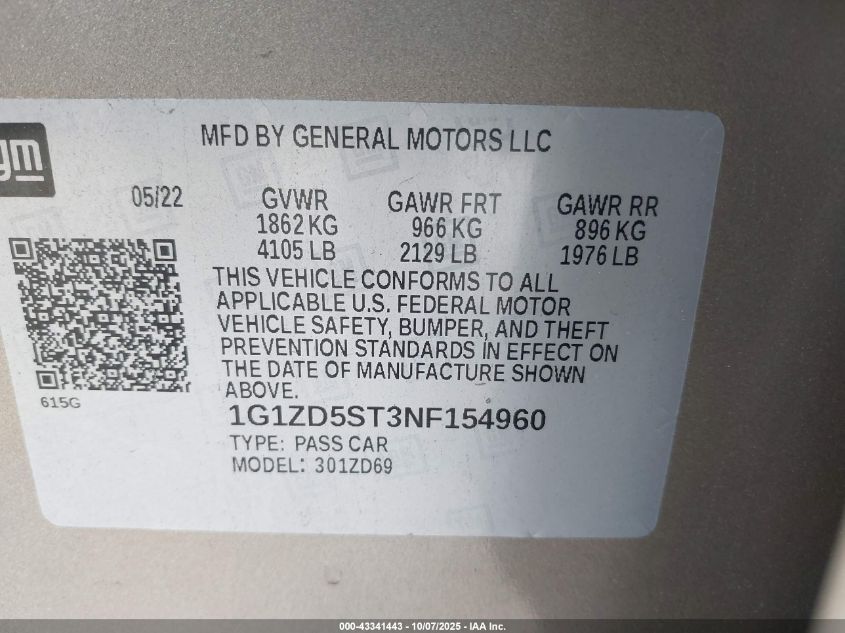 gm
MFD BY GENERAL MOTORS LLC
05/22 GVWR GAWR FRT GAWR RR
1862 KG 966 KG 896 KG
4105 LB 2129 LB 1976 LB
THIS VEHICLE CONFORMS TO ALL
APPLICABLE U.S. FEDERAL MOTOR
VEHICLE SAFETY, BUMPER, AND THEFT
PREVENTION STANDARDS IN EFFECT ON
THE DATE OF MANUFACTURE SHOWN
ABOVE.
615G
1G1ZD5ST3NF154960
TYPE: PASS CAR
MODEL: 301ZD69
000-43341443 - 10/07/2025 - IAA Inc.